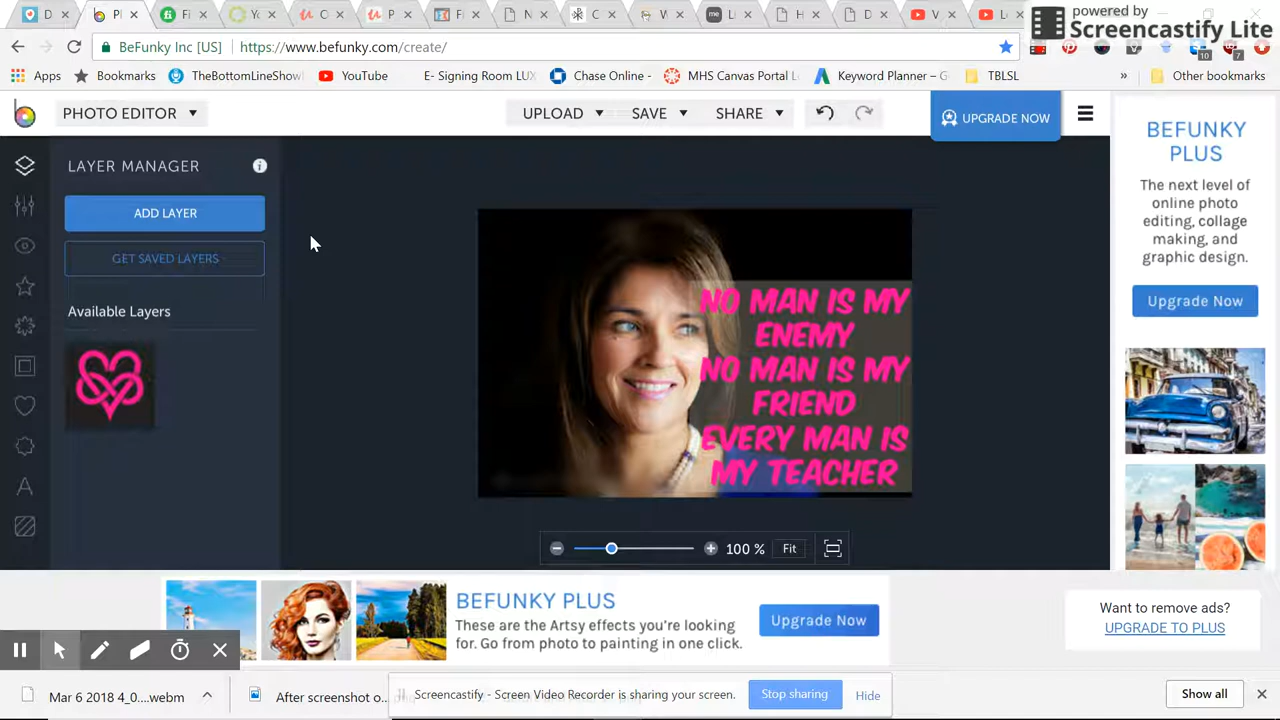 powered by
Screencastify Lite
BeFunky Inc [US] https://www.befunky.com
Apps Bookmarks TheBottomLineShow YouTube E- Signing Room LUX Chase Online - MHS Canvas Portal L Keyword Planner – G TBLSL » Other bookmarks
10 7
PHOTO EDITOR UPLOAD SAVE SHARE UPGRADE NOW
LAYER MANAGER
ADD LAYER
GET SAVED LAYERS
Available Layers
NO MAN IS MY
ENEMY
NO MAN IS MY
FRIEND
EVERY MAN IS
MY TEACHER
100 % Fit
BEFUNKY
PLUS
The next level of
online photo
editing, collage
making, and
graphic design.
Upgrade Now
BEFUNKY PLUS
These are the Artsy effects you're looking
for. Go from photo to painting in one click.
Upgrade Now
Want to remove ads?
UPGRADE TO PLUS
Mar 6 2018 4_0....webm
After screenshot o....
Screencastify - Screen Video Recorder is sharing your screen. Stop sharing Hide
Show all